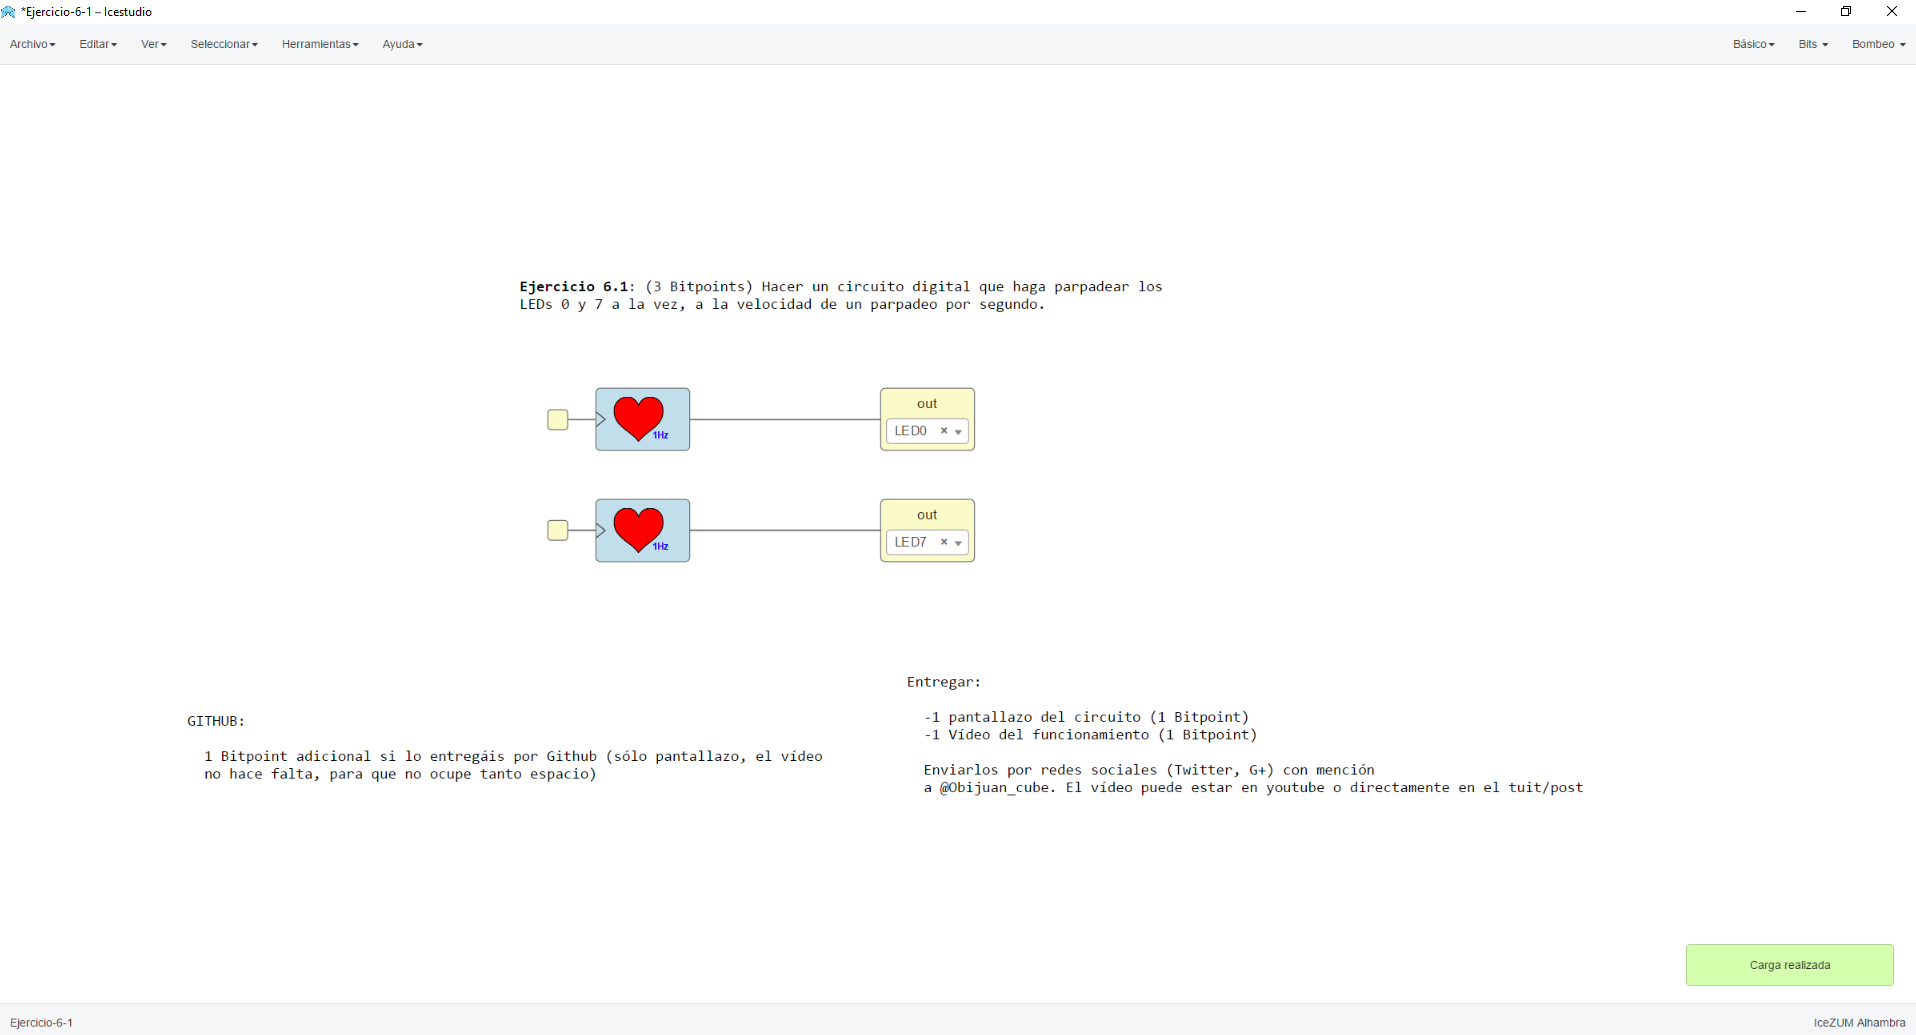 *Ejercicio-6-1 – Icestudio
Archivo Editar Ver Seleccionar Herramientas Ayuda Básico Bits Bombeo
Ejercicio 6.1: (3 Bitpoints) Hacer un circuito digital que haga parpadear los
LEDs 0 y 7 a la vez, a la velocidad de un parpadeo por segundo.
1Hz
out
LED0
1Hz
out
LED7
GITHUB:
1 Bitpoint adicional si lo entregáis por Github (sólo pantallazo, el vídeo
no hace falta, para que no ocupe tanto espacio)
Entregar:
-1 pantallazo del circuito (1 Bitpoint)
-1 Vídeo del funcionamiento (1 Bitpoint)
Enviarlos por redes sociales (Twitter, G+) con mención
a @Obijuan_cube. El vídeo puede estar en youtube o directamente en el tuit/post
Carga realizada
Ejercicio-6-1
IceZUM Alhambra